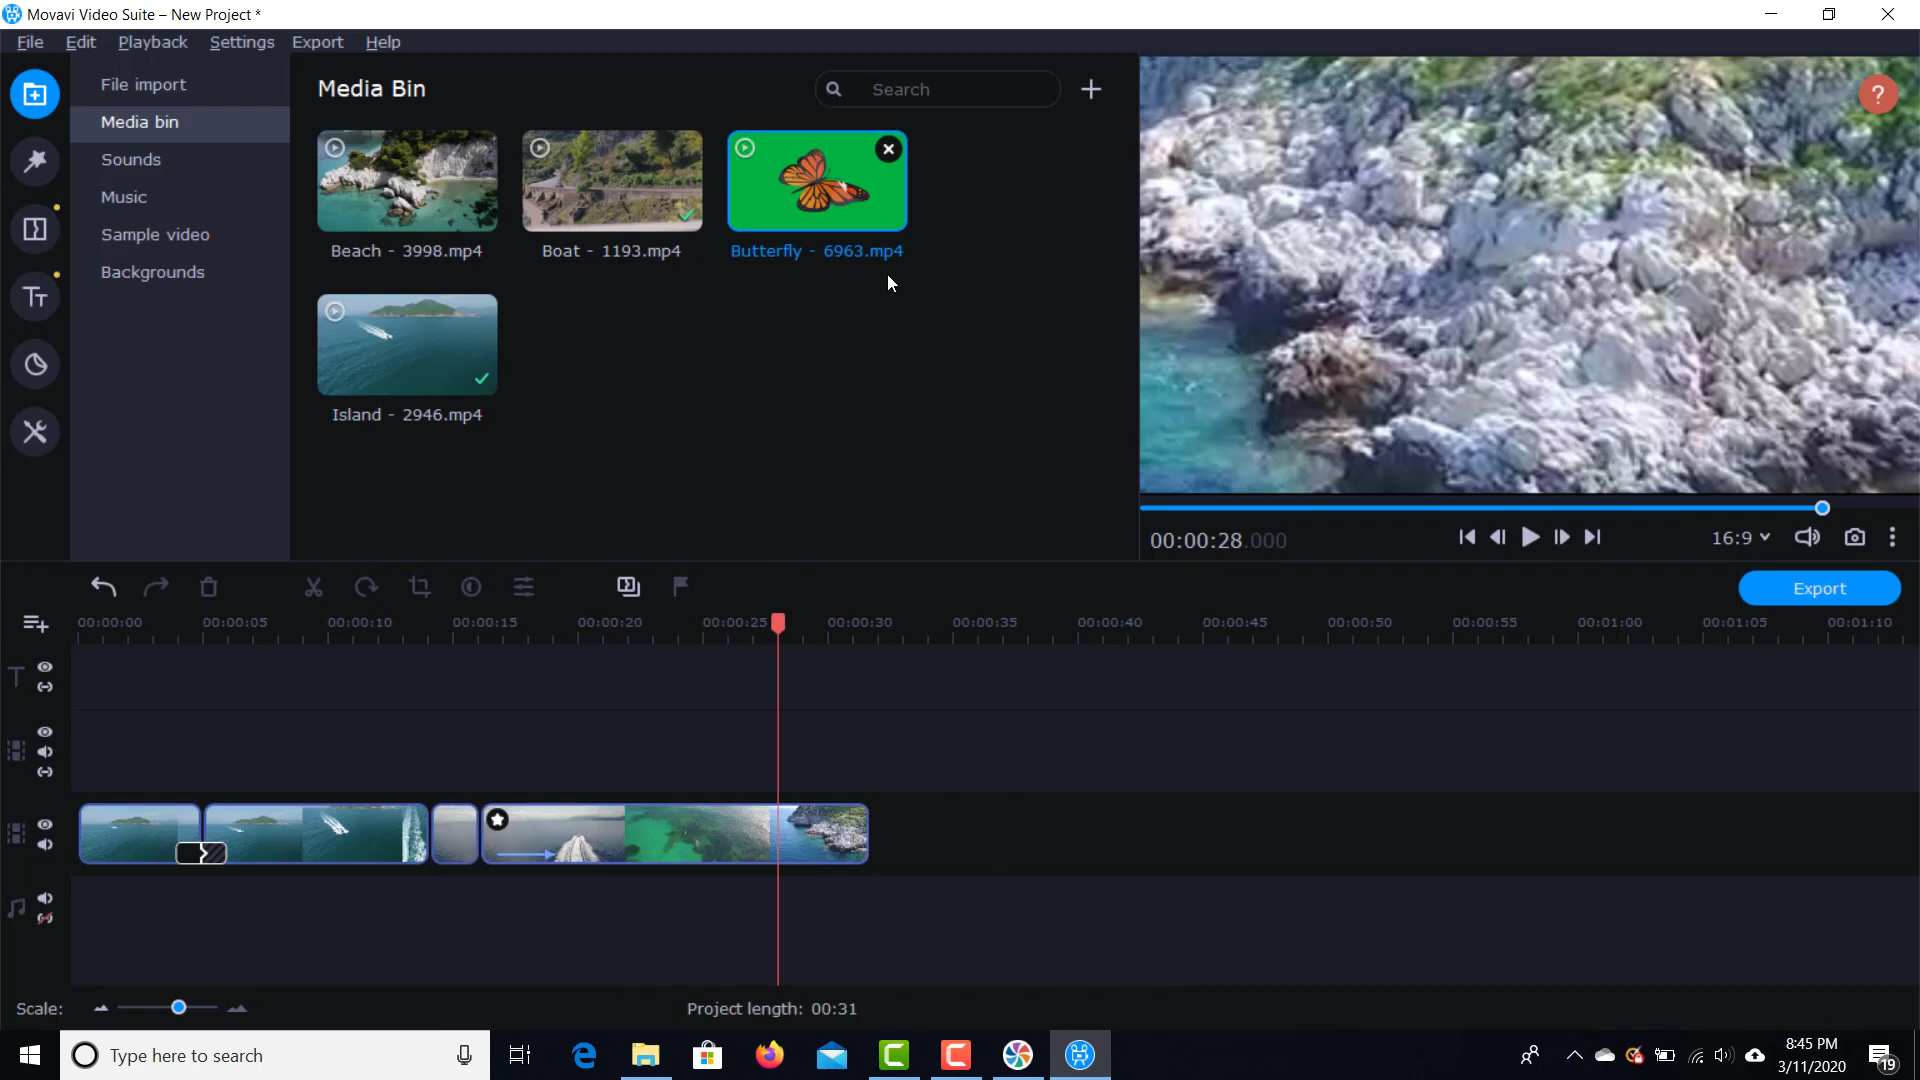 Movavi Video Suite – New Project *
File Edit Playback Settings Export Help
File import
Media bin
Sounds
Music
Sample video
Backgrounds
Media Bin
Search
Beach - 3998.mp4 Boat - 1193.mp4 Butterfly - 6963.mp4
Island - 2946.mp4
?
00:00:28.000
16:9
Export
00:00:00 00:00:05 00:00:10 00:00:15 00:00:20 00:00:25 00:00:30 00:00:35 00:00:40 00:00:45 00:00:50 00:00:55 00:01:00 00:01:05 00:01:10
Scale:
Project length: 00:31
Type here to search
8:45 PM
3/11/2020
19